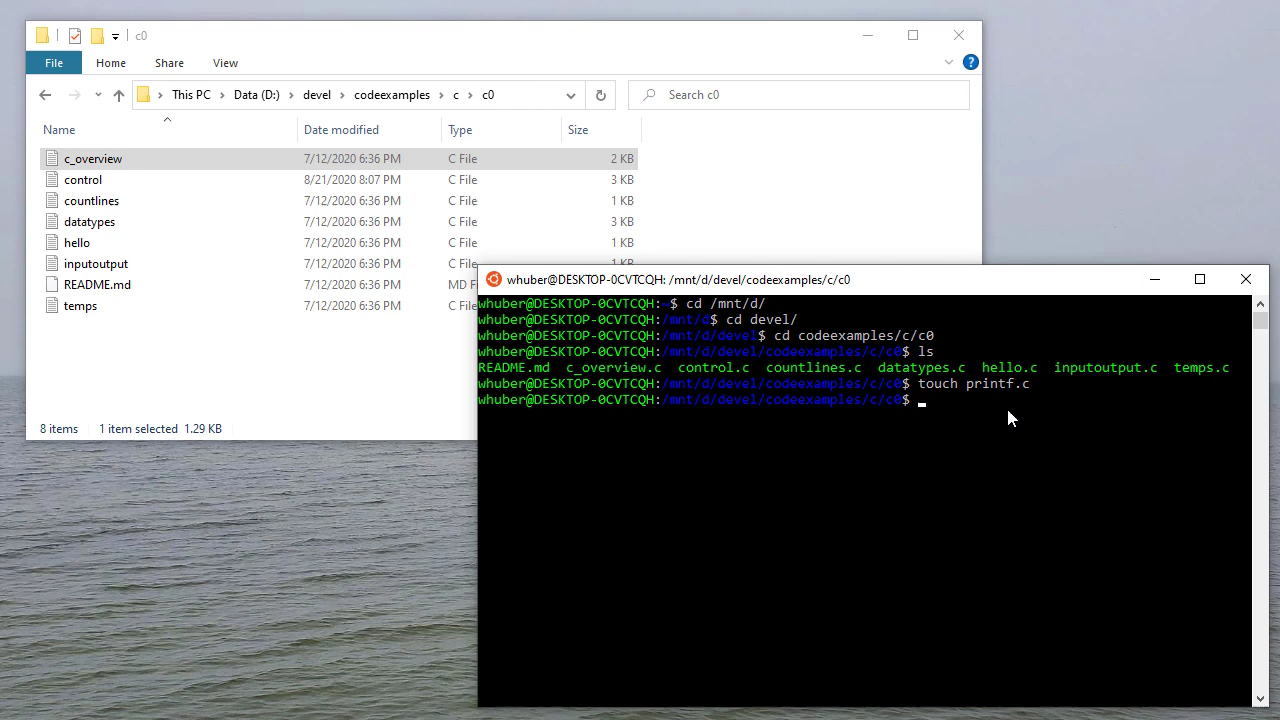 c0
File Home Share View
This PC Data (D:) devel codeexamples c c0 Search c0
Name Date modified Type Size
c_overview 7/12/2020 6:36 PM C File 2 KB
control 8/21/2020 8:07 PM C File 3 KB
countlines 7/12/2020 6:36 PM C File 1 KB
datatypes 7/12/2020 6:36 PM C File 3 KB
hello 7/12/2020 6:36 PM C File 1 KB
inputoutput 7/12/2020 6:36 PM C File 1 KB
README.md 7/12/2020 6:36 PM MD F
temps 7/12/2020 6:36 PM C File
8 items 1 item selected 1.29 KB
whuber@DESKTOP-0CVTCQH: /mnt/d/devel/codeexamples/c/c0
whuber@DESKTOP-0CVTCQH:~$ cd /mnt/d/
whuber@DESKTOP-0CVTCQH:/mnt/d$ cd devel/
whuber@DESKTOP-0CVTCQH:/mnt/d/devel$ cd codeexamples/c/c0
whuber@DESKTOP-0CVTCQH:/mnt/d/devel/codeexamples/c/c0$ ls
README.md c_overview.c control.c countlines.c datatypes.c hello.c inputoutput.c temps.c
whuber@DESKTOP-0CVTCQH:/mnt/d/devel/codeexamples/c/c0$ touch printf.c
whuber@DESKTOP-0CVTCQH:/mnt/d/devel/codeexamples/c/c0$